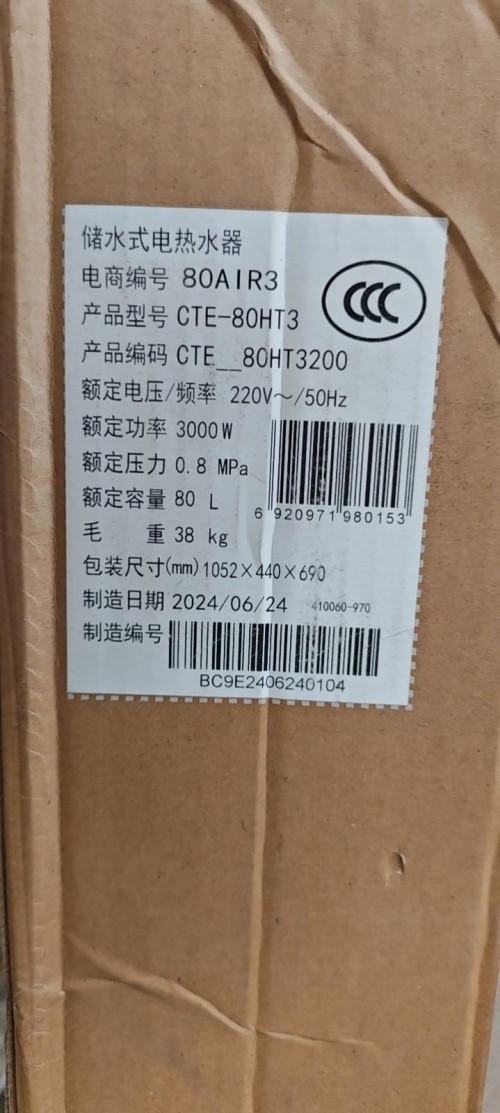 储水式电热水器
电商编号 80AIR3
CCC
产品型号 CTE-80HT3
产品编码 CTE__80HT3200
额定电压/频率 220V～/50Hz
额定功率 3000W
额定压力 0.8 MPa
额定容量 80 L
6 920971 980153
毛 重 38 kg
包装尺寸(mm) 1052×440×690
制造日期 2024/06/24 410060-970
制造编号
BC9E2406240104